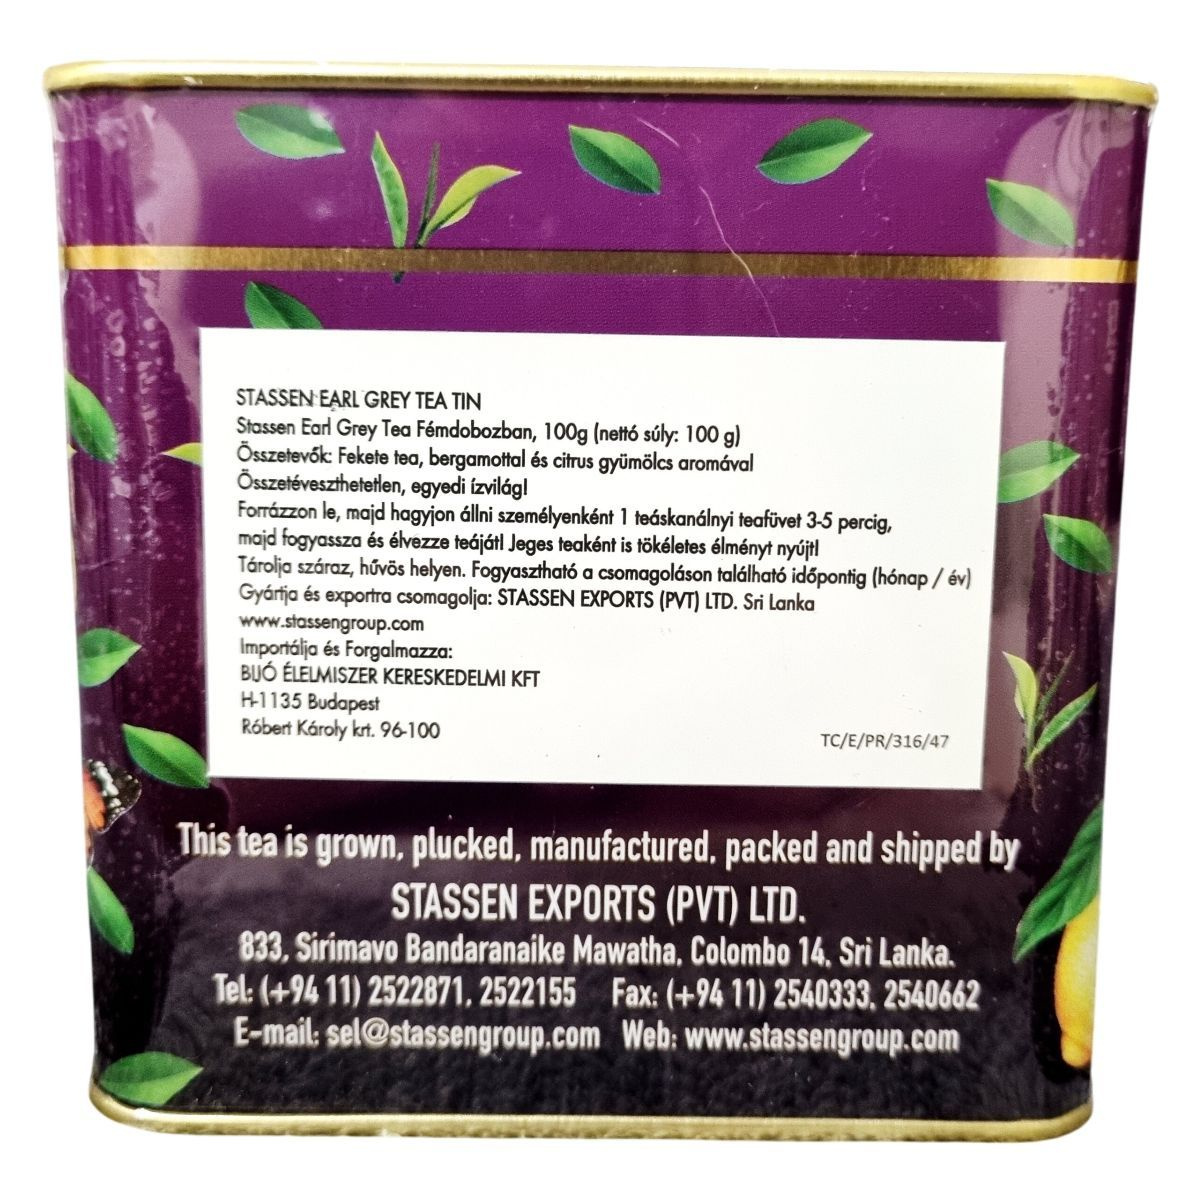 STASSEN EARL GREY TEA TIN
Stassen Earl Grey Tea Fémdobozban, 100g (nettó súly: 100 g)
Összetevők: Fekete tea, bergamottal és citrus gyümölcs aromával
Összetéveszthetetlen, egyedi ízvilág!
Forrázzon le, majd hagyjon állni személyenként 1 teáskanálnyi teafüvet 3-5 percig,
majd fogyassza és élvezze teáját! Jeges teaként is tökéletes élményt nyújt!
Tárolja száraz, hűvös helyen. Fogyasztható a csomagoláson található időpontig (hónap / év)
Gyártja és exportra csomagolja: STASSEN EXPORTS (PVT) LTD. Sri Lanka
www.stassengroup.com
Importálja és Forgalmazza:
BIJÓ ÉLELMISZER KERESKEDELMI KFT
H-1135 Budapest
Róbert Károly krt. 96-100
TC/E/PR/316/47
This tea is grown, plucked, manufactured, packed and shipped by
STASSEN EXPORTS (PVT) LTD.
833, Sirimavo Bandaranaike Mawatha, Colombo 14, Sri Lanka.
Tel: (+94 11) 2522871, 2522155 Fax: (+94 11) 2540333, 2540662
E-mail: sel@stassengroup.com Web: www.stassengroup.com